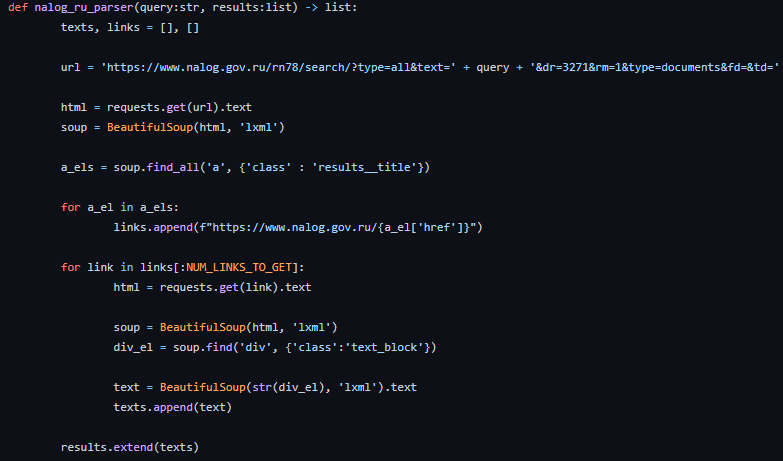 def nalog_ru_parser(query:str, results:list) -> list:
texts, links = [], []
url = 'https://www.nalog.gov.ru/rn78/search/?type=all&text=' + query + '&dr=3271&rm=1&type=documents&fd=&td='
html = requests.get(url).text
soup = BeautifulSoup(html, 'lxml')
a_els = soup.find_all('a', {'class' : 'results__title'})
for a_el in a_els:
links.append(f"https://www.nalog.gov.ru/{a_el['href']}")
for link in links[:NUM_LINKS_TO_GET]:
html = requests.get(link).text
soup = BeautifulSoup(html, 'lxml')
div_el = soup.find('div', {'class':'text_block'})
text = BeautifulSoup(str(div_el), 'lxml').text
texts.append(text)
results.extend(texts)